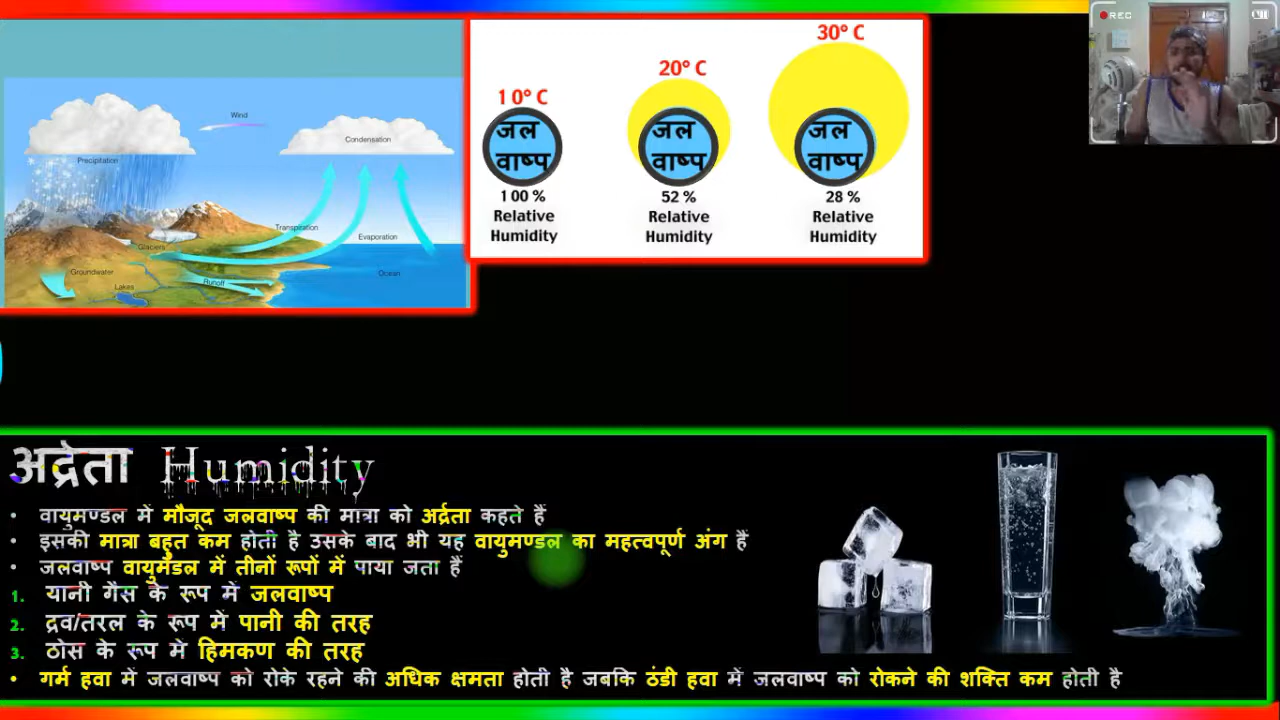 REC
Wind
Condensation
Precipitation
Transpiration
Evaporation
Glaciers
Ocean
Groundwater
Runoff
Lakes
10° C
20° C
30° C
जल
वाष्प
जल
वाष्प
जल
वाष्प
100 %
Relative
Humidity
52 %
Relative
Humidity
28 %
Relative
Humidity
अद्रेता Humidity
• वायुमण्डल में मौजूद जलवाष्प की मात्रा को अर्द्रता कहते हैं
• इसकी मात्रा बहुत कम होती है उसके बाद भी यह वायुमण्डल का महत्वपूर्ण अंग हैं
• जलवाष्प वायुमंडल में तीनों रूपों में पाया जता हैं
1. यानी गैस के रूप में जलवाष्प
2. द्रव/तरल के रूप में पानी की तरह
3. ठोस के रूप में हिमकण की तरह
• गर्म हवा में जलवाष्प को रोके रहने की अधिक क्षमता होती है जबकि ठंडी हवा में जलवाष्प को रोकने की शक्ति कम होती है